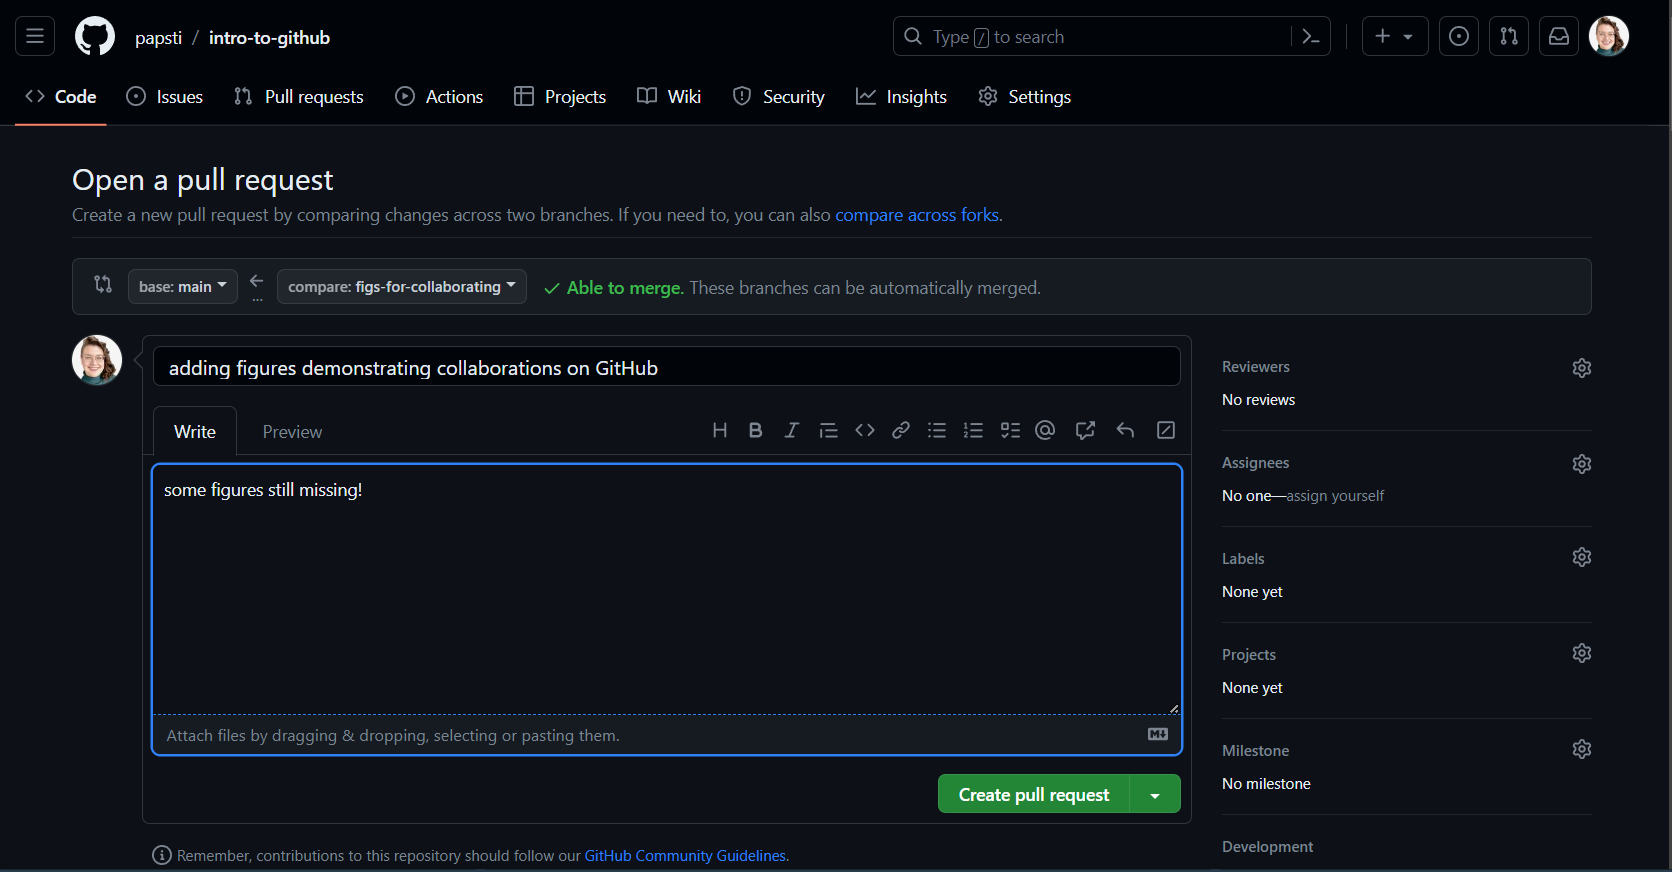 papsti / intro-to-github
Type / to search
Code Issues Pull requests Actions Projects Wiki Security Insights Settings
Open a pull request
Create a new pull request by comparing changes across two branches. If you need to, you can also compare across forks.
base: main compare: figs-for-collaborating Able to merge. These branches can be automatically merged.
adding figures demonstrating collaborations on GitHub
Write Preview
some figures still missing!
Attach files by dragging & dropping, selecting or pasting them.
Create pull request
Remember, contributions to this repository should follow our GitHub Community Guidelines.
Reviewers
No reviews
Assignees
No one—assign yourself
Labels
None yet
Projects
None yet
Milestone
No milestone
Development